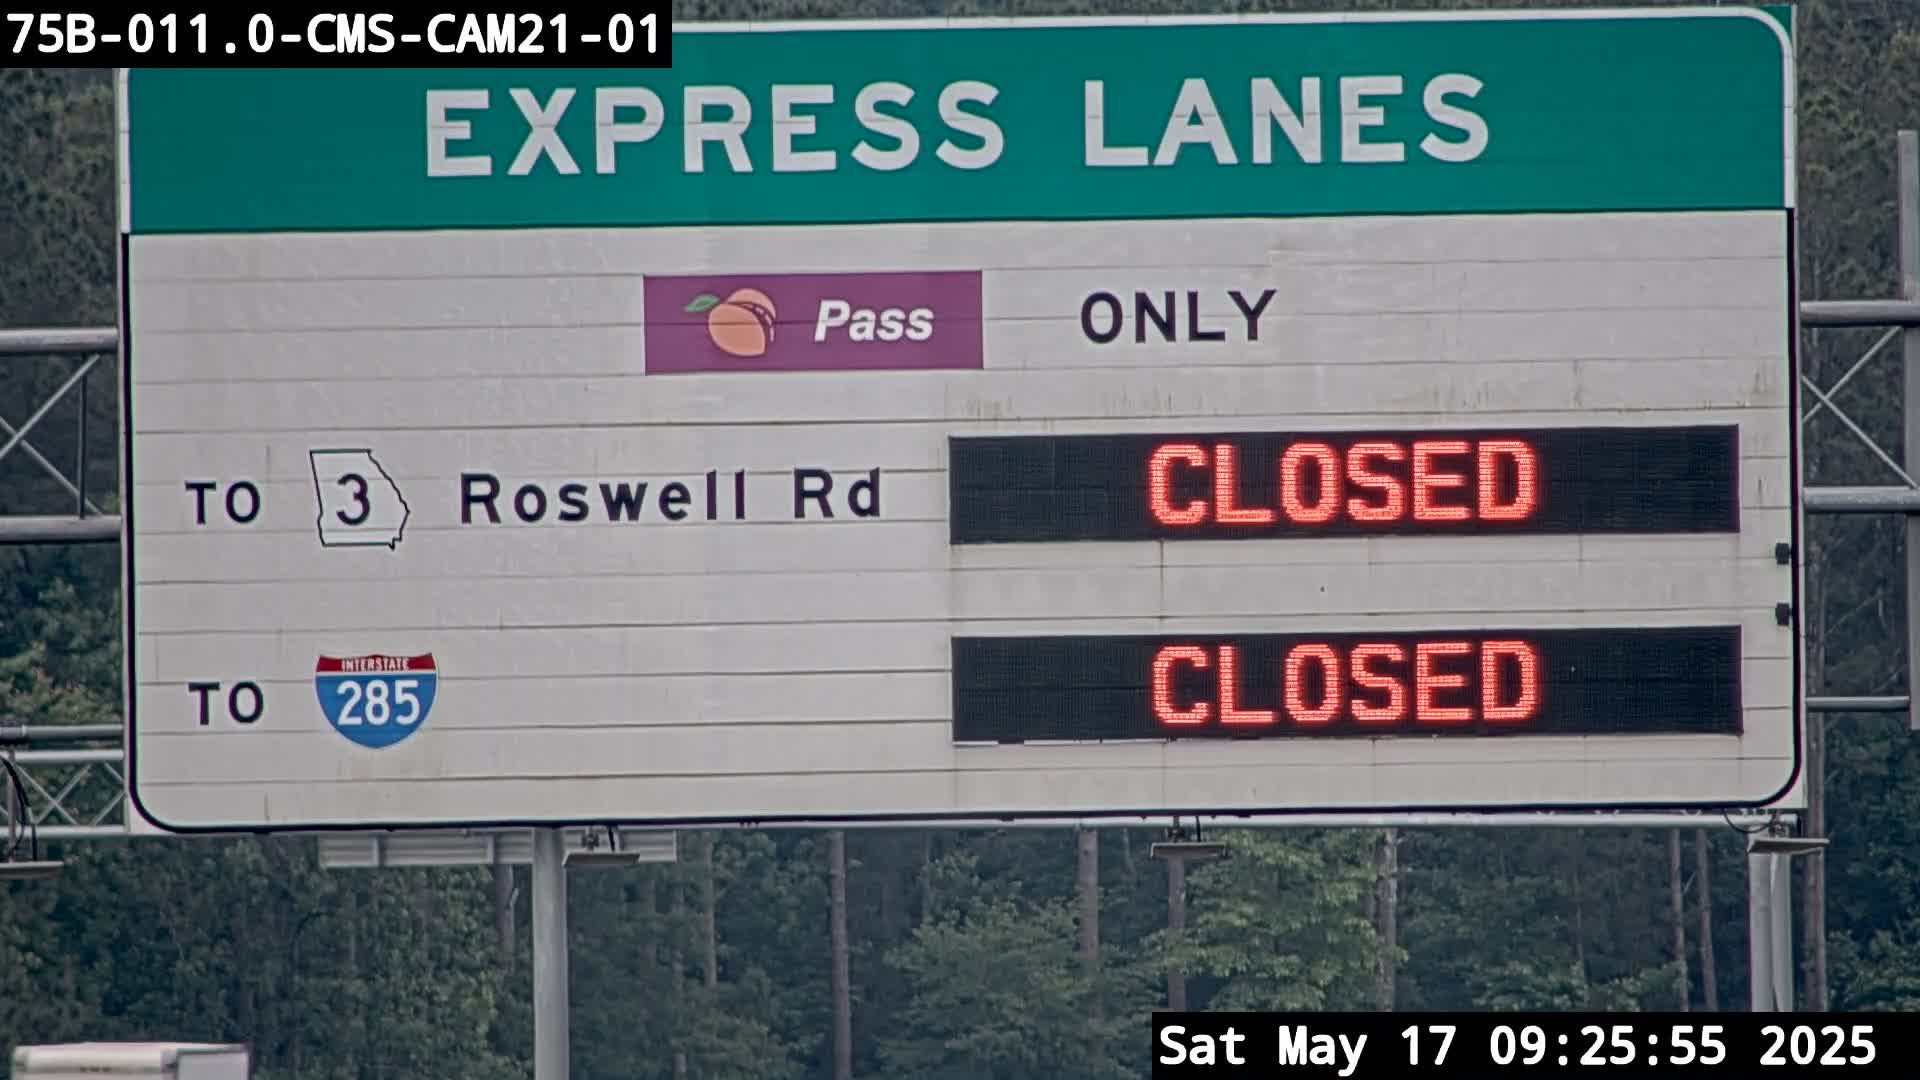 75B-011.0-CMS-CAM21-01
EXPRESS LANES
Pass ONLY
TO 3 Roswell Rd CLOSED
TO INTERSTATE 285 CLOSED
Sat May 17 09:25:55 2025